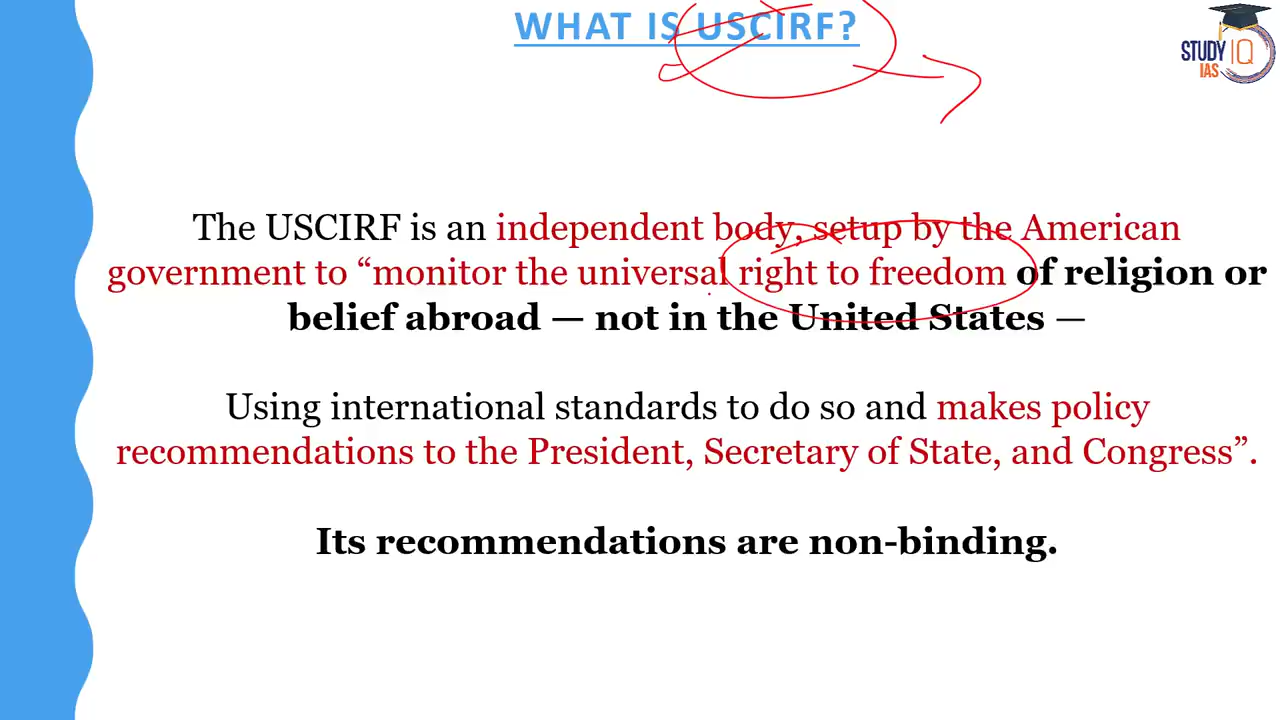 WHAT IS USCIRF?
STUDY IQ
IAS
The USCIRF is an independent body, setup by the American
government to “monitor the universal right to freedom of religion or
belief abroad — not in the United States —
Using international standards to do so and makes policy
recommendations to the President, Secretary of State, and Congress”.
Its recommendations are non-binding.